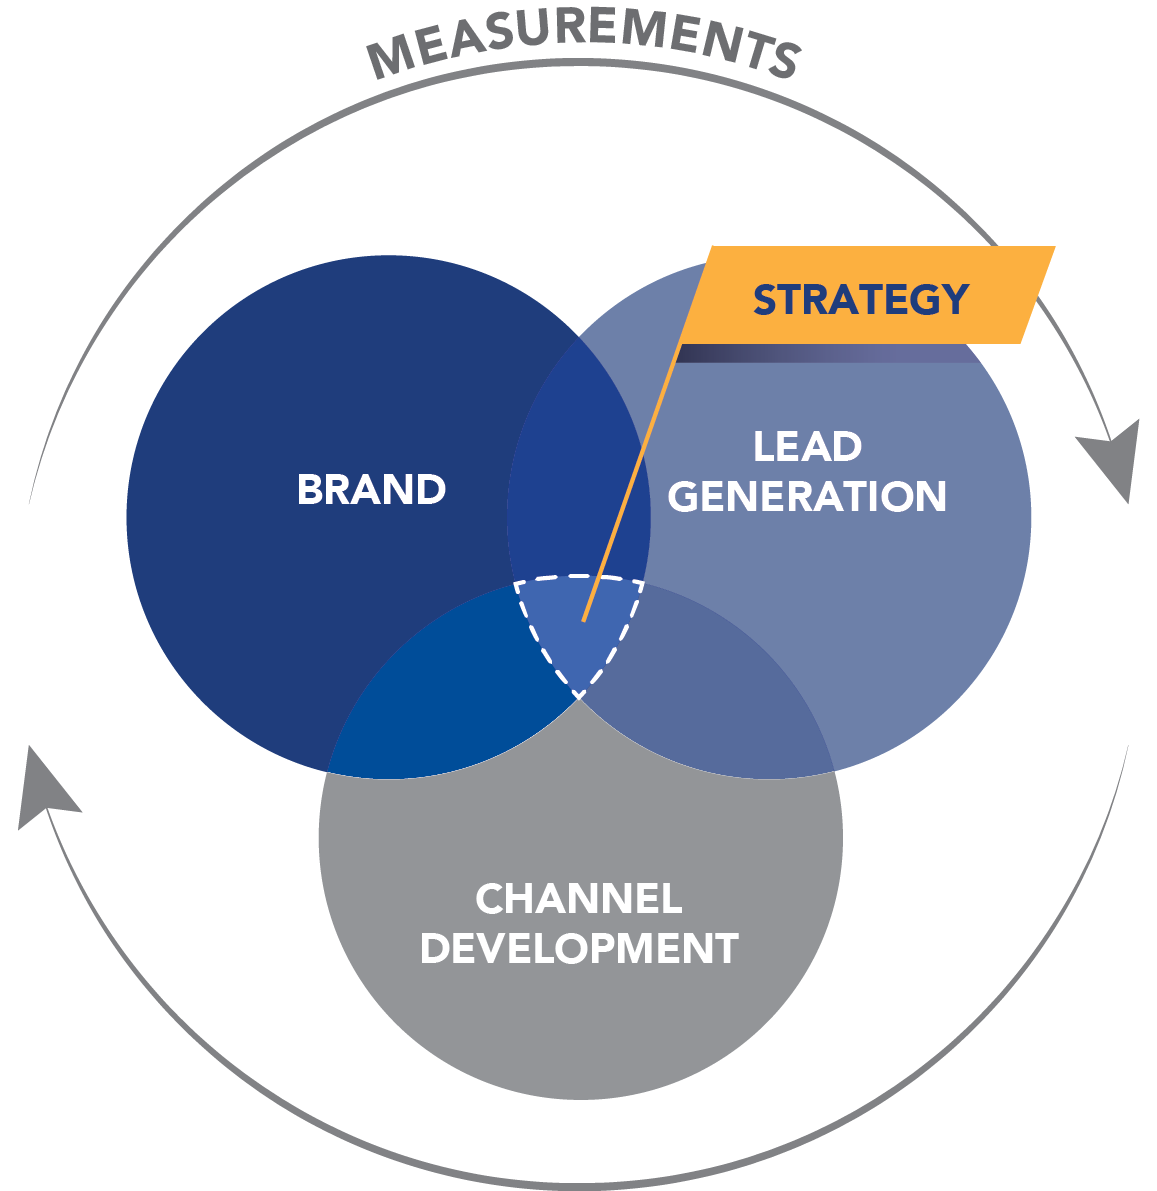 MEASUREMENTS
STRATEGY
BRAND
LEAD
GENERATION
CHANNEL
DEVELOPMENT